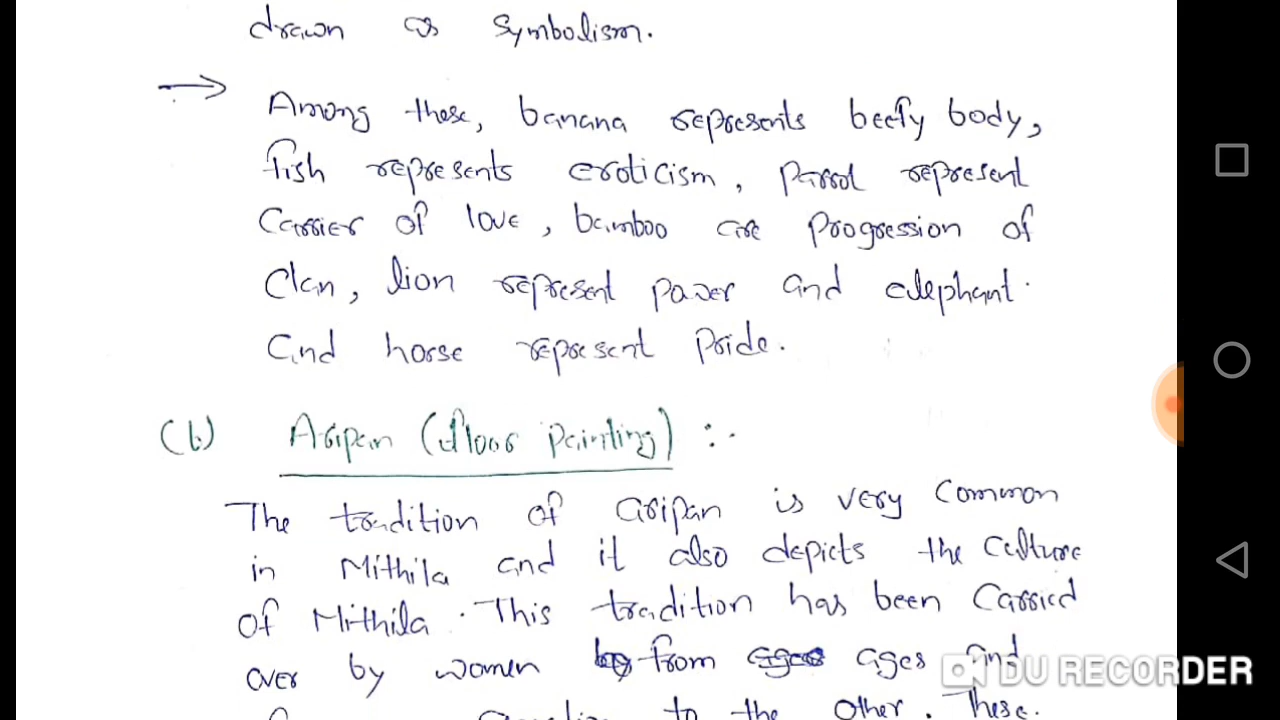 drawn as symbolism.
→ Among these, banana represents beefy body,
fish represents eroticism, Parrot represent
carrier of love, bamboo are progression of
Clan, lion represent power and elephant
and horse represent Pride.
(b) Aripan (floor painting) :-
The tradition of aripan is very common
in Mithila and it also depicts the culture
of Mithila. This tradition has been carried
over by women from ages and
to the other. These
DU RECORDER